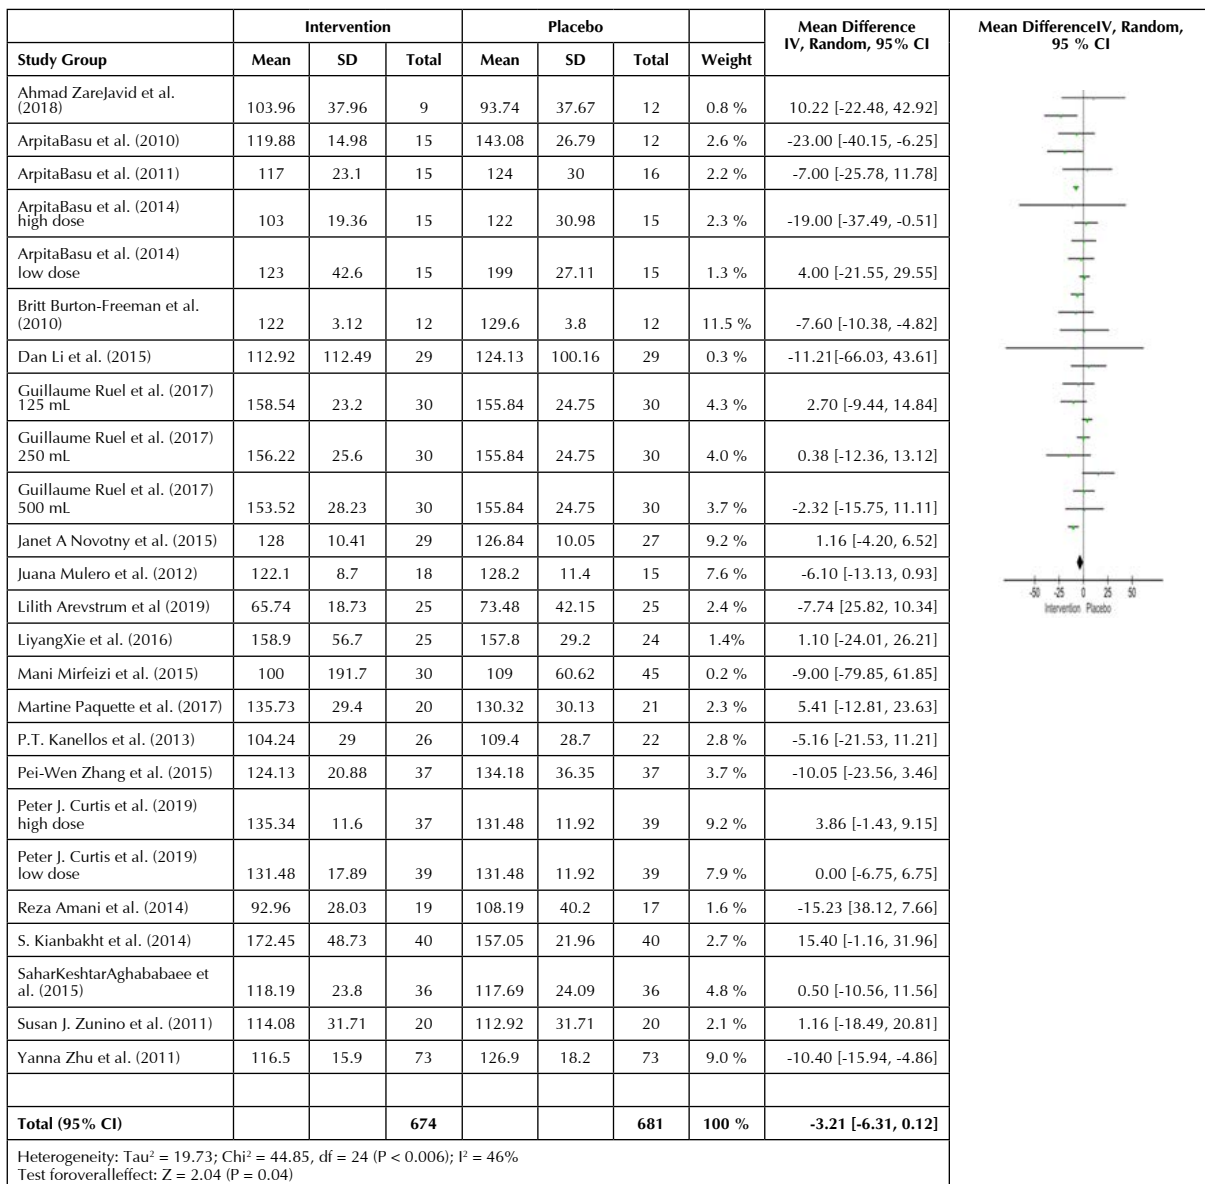 Intervention Placebo Mean Difference Mean DifferenceIV, Random,
IV, Random, 95% CI 95 % CI
Study Group Mean SD Total Mean SD Total Weight
Ahmad ZareJavid et al.
(2018) 103.96 37.96 9 93.74 37.67 12 0.8 % 10.22 [-22.48, 42.92]
ArpitaBasu et al. (2010) 119.88 14.98 15 143.08 26.79 12 2.6 % -23.00 [-40.15, -6.25]
ArpitaBasu et al. (2011) 117 23.1 15 124 30 16 2.2 % -7.00 [-25.78, 11.78]
ArpitaBasu et al. (2014)
high dose 103 19.36 15 122 30.98 15 2.3 % -19.00 [-37.49, -0.51]
ArpitaBasu et al. (2014)
low dose 123 42.6 15 199 27.11 15 1.3 % 4.00 [-21.55, 29.55]
Britt Burton-Freeman et al.
(2010) 122 3.12 12 129.6 3.8 12 11.5 % -7.60 [-10.38, -4.82]
Dan Li et al. (2015) 112.92 112.49 29 124.13 100.16 29 0.3 % -11.21[-66.03, 43.61]
Guillaume Ruel et al. (2017)
125 mL 158.54 23.2 30 155.84 24.75 30 4.3 % 2.70 [-9.44, 14.84]
Guillaume Ruel et al. (2017)
250 mL 156.22 25.6 30 155.84 24.75 30 4.0 % 0.38 [-12.36, 13.12]
Guillaume Ruel et al. (2017)
500 mL 153.52 28.23 30 155.84 24.75 30 3.7 % -2.32 [-15.75, 11.11]
Janet A Novotny et al. (2015) 128 10.41 29 126.84 10.05 27 9.2 % 1.16 [-4.20, 6.52]
Juana Mulero et al. (2012) 122.1 8.7 18 128.2 11.4 15 7.6 % -6.10 [-13.13, 0.93]
Lilith Arevstrum et al (2019) 65.74 18.73 25 73.48 42.15 25 2.4 % -7.74 [25.82, 10.34]
LiyangXie et al. (2016) 158.9 56.7 25 157.8 29.2 24 1.4% 1.10 [-24.01, 26.21]
Mani Mirfeizi et al. (2015) 100 191.7 30 109 60.62 45 0.2 % -9.00 [-79.85, 61.85]
Martine Paquette et al. (2017) 135.73 29.4 20 130.32 30.13 21 2.3 % 5.41 [-12.81, 23.63]
P.T. Kanellos et al. (2013) 104.24 29 26 109.4 28.7 22 2.8 % -5.16 [-21.53, 11.21]
Pei-Wen Zhang et al. (2015) 124.13 20.88 37 134.18 36.35 37 3.7 % -10.05 [-23.56, 3.46]
Peter J. Curtis et al. (2019)
high dose 135.34 11.6 37 131.48 11.92 39 9.2 % 3.86 [-1.43, 9.15]
Peter J. Curtis et al. (2019)
low dose 131.48 17.89 39 131.48 11.92 39 7.9 % 0.00 [-6.75, 6.75]
Reza Amani et al. (2014) 92.96 28.03 19 108.19 40.2 17 1.6 % -15.23 [38.12, 7.66]
S. Kianbakht et al. (2014) 172.45 48.73 40 157.05 21.96 40 2.7 % 15.40 [-1.16, 31.96]
SaharKeshtarAghababaee et
al. (2015) 118.19 23.8 36 117.69 24.09 36 4.8 % 0.50 [-10.56, 11.56]
Susan J. Zunino et al. (2011) 114.08 31.71 20 112.92 31.71 20 2.1 % 1.16 [-18.49, 20.81]
Yanna Zhu et al. (2011) 116.5 15.9 73 126.9 18.2 73 9.0 % -10.40 [-15.94, -4.86]
Total (95% CI) 674 681 100 % -3.21 [-6.31, 0.12]
Heterogeneity: Tau² = 19.73; Chi² = 44.85, df = 24 (P < 0.006); I² = 46%
Test foroveralleffect: Z = 2.04 (P = 0.04)
-50 -25 0 25 50
Intervention Placebo